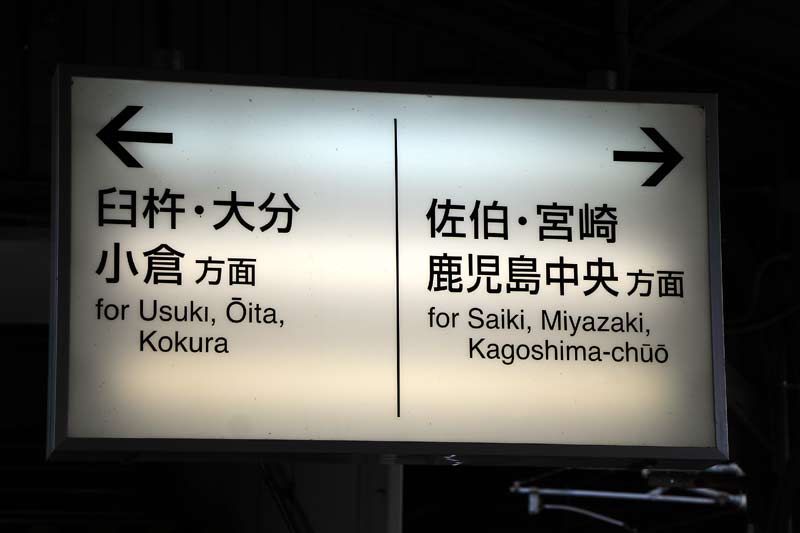 ←
臼杵・大分
小倉方面
for Usuki, Ōita,
Kokura
→
佐伯・宮崎
鹿児島中央方面
for Saiki, Miyazaki,
Kagoshima-chūō